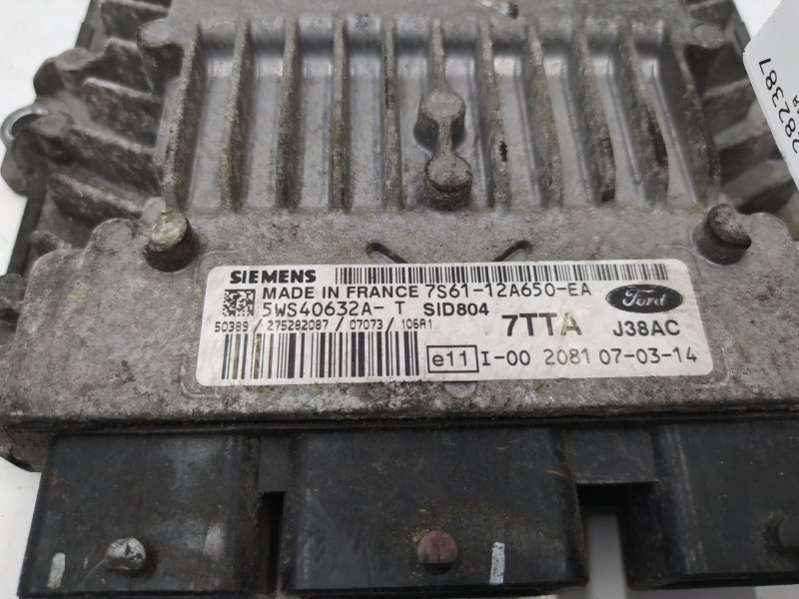 282387
SIEMENS
MADE IN FRANCE 7S61-12A650-EA
5WS40632A- T SID804
Ford
50389 / 275282087 / 07073 / 106A1
7TTA J38AC
e11 I-00 2081 07-03-14